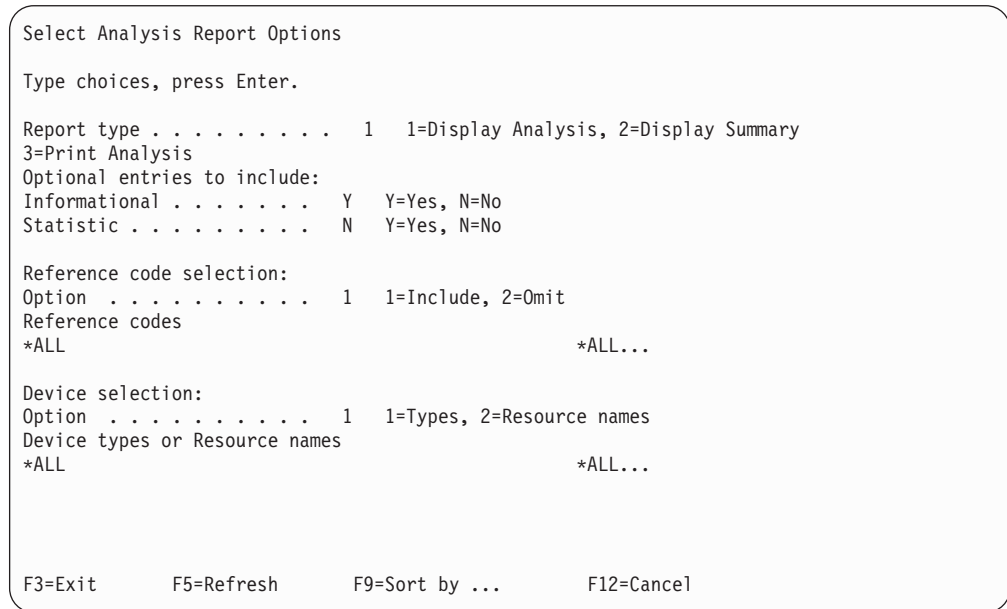 Select Analysis Report Options
Type choices, press Enter.
Report type . . . . . . . . . 1 1=Display Analysis, 2=Display Summary
3=Print Analysis
Optional entries to include:
Informational . . . . . . . Y Y=Yes, N=No
Statistic . . . . . . . . . N Y=Yes, N=No
Reference code selection:
Option . . . . . . . . . . 1 1=Include, 2=Omit
Reference codes
*ALL *ALL...
Device selection:
Option . . . . . . . . . . 1 1=Types, 2=Resource names
Device types or Resource names
*ALL *ALL...
F3=Exit F5=Refresh F9=Sort by ... F12=Cancel